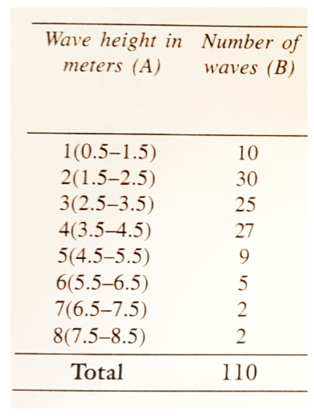 Wave height in Number of
meters (A) waves (B)
1(0.5–1.5) 10
2(1.5–2.5) 30
3(2.5–3.5) 25
4(3.5–4.5) 27
5(4.5–5.5) 9
6(5.5–6.5) 5
7(6.5–7.5) 2
8(7.5–8.5) 2
Total 110